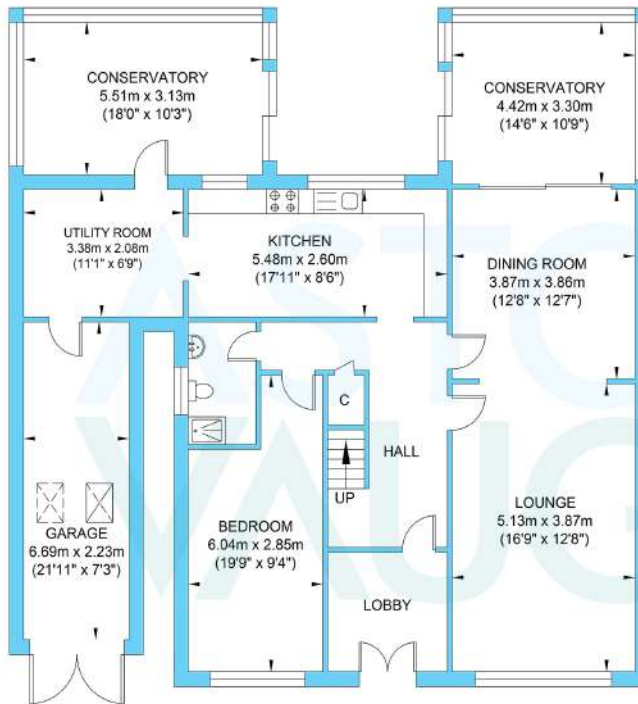 CONSERVATORY
5.51m x 3.13m
(18'0" x 10'3")
CONSERVATORY
4.42m x 3.30m
(14'6" x 10'9")
UTILITY ROOM
3.38m x 2.08m
(11'1" x 6'9")
KITCHEN
5.48m x 2.60m
(17'11" x 8'6")
DINING ROOM
3.87m x 3.86m
(12'8" x 12'7")
C
HALL
UP
GARAGE
6.69m x 2.23m
(21'11" x 7'3")
BEDROOM
6.04m x 2.85m
(19'9" x 9'4")
LOBBY
LOUNGE
5.13m x 3.87m
(16'9" x 12'8")